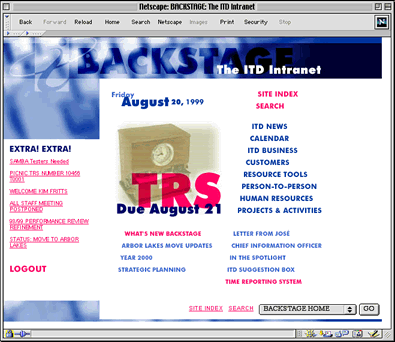 Netscape: BACKSTAGE: The ITD Intranet
Back Forward Reload Home Search Netscape Images Print Security Stop
N
BACKSTAGE
The ITD Intranet
Friday
August 20, 1999
SITE INDEX
SEARCH
EXTRA! EXTRA!
SAMBA Testers Needed
PICNIC TRS NUMBER 10466
10001
WELCOME KIM FRITTS
ALL STAFF MEETING
POSTPONED
98/99 PERFORMANCE REVIEW
REFINEMENT
STATUS: MOVE TO ARBOR
LAKES
LOGOUT
TRS
Due August 21
ITD NEWS
CALENDAR
ITD BUSINESS
CUSTOMERS
RESOURCE TOOLS
PERSON-TO-PERSON
HUMAN RESOURCES
PROJECTS & ACTIVITIES
WHAT'S NEW BACKSTAGE
ARBOR LAKES MOVE UPDATES
YEAR 2000
STRATEGIC PLANNING
LETTER FROM JOSÉ
CHIEF INFORMATION OFFICER
IN THE SPOTLIGHT
ITD SUGGESTION BOX
TIME REPORTING SYSTEM
SITE INDEX SEARCH BACKSTAGE HOME GO